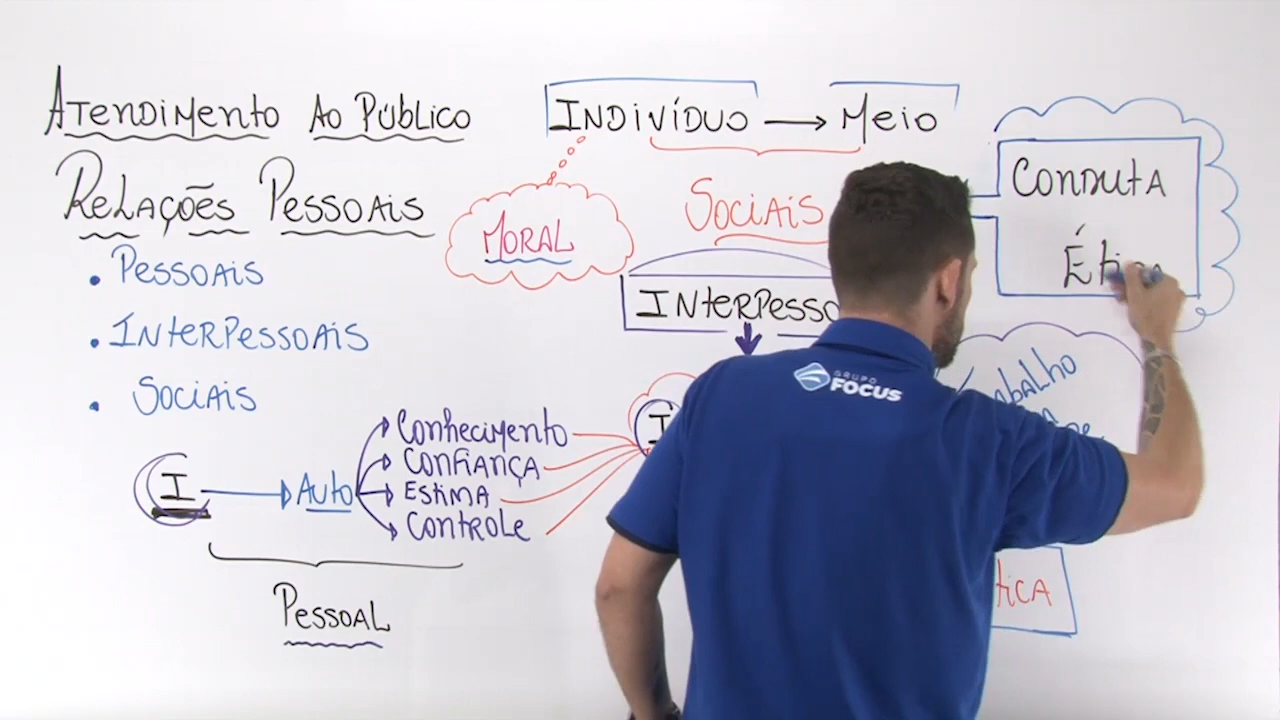 ATENDIMENTO AO PÚBLICO
RELAÇÕES PESSOAIS
• PESSOAIS
• INTERPESSOAIS
• SOCIAIS
I → AUTO
CONHECIMENTO
CONFIANÇA
ESTIMA
CONTROLE
PESSOAL
INDIVÍDUO → MEIO
MORAL
SOCIAIS
I
CONDUTA
GRUPO
FOCUS